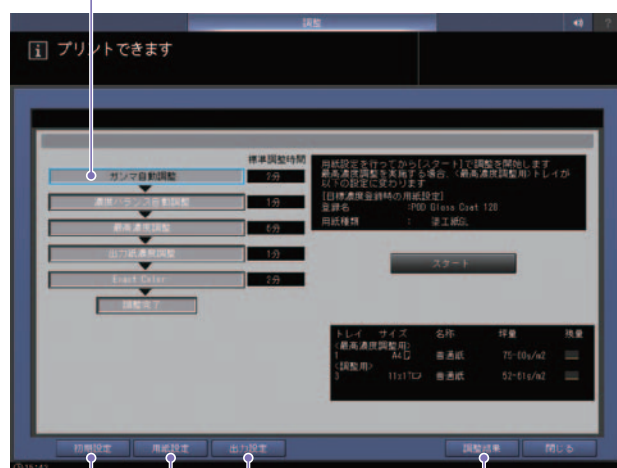 調整
?
i プリントできます
標準調整時間
ガンマ自動調整
濃度バランス自動調整 1分
最高濃度調整
出力紙濃度調整 1分
Exact Color 2分
調整完了
用紙設定を行ってから[スタート]で調整を開始します
最高濃度調整を実施する場合、<最高濃度調整用>トレイが
以下の設定に変わります
[目標濃度登録時の用紙設定]
登録名 :POD Gloss Coat 128
用紙種類 : 塗工紙GL
スタート
トレイ サイズ 名称 坪量 残量
<最高濃度調整用>
1 A4 普通紙 75-80g/m2
<調整用>
3 11x17 普通紙 52-61g/m2
初期設定 用紙設定 出力設定 調整結果 閉じる